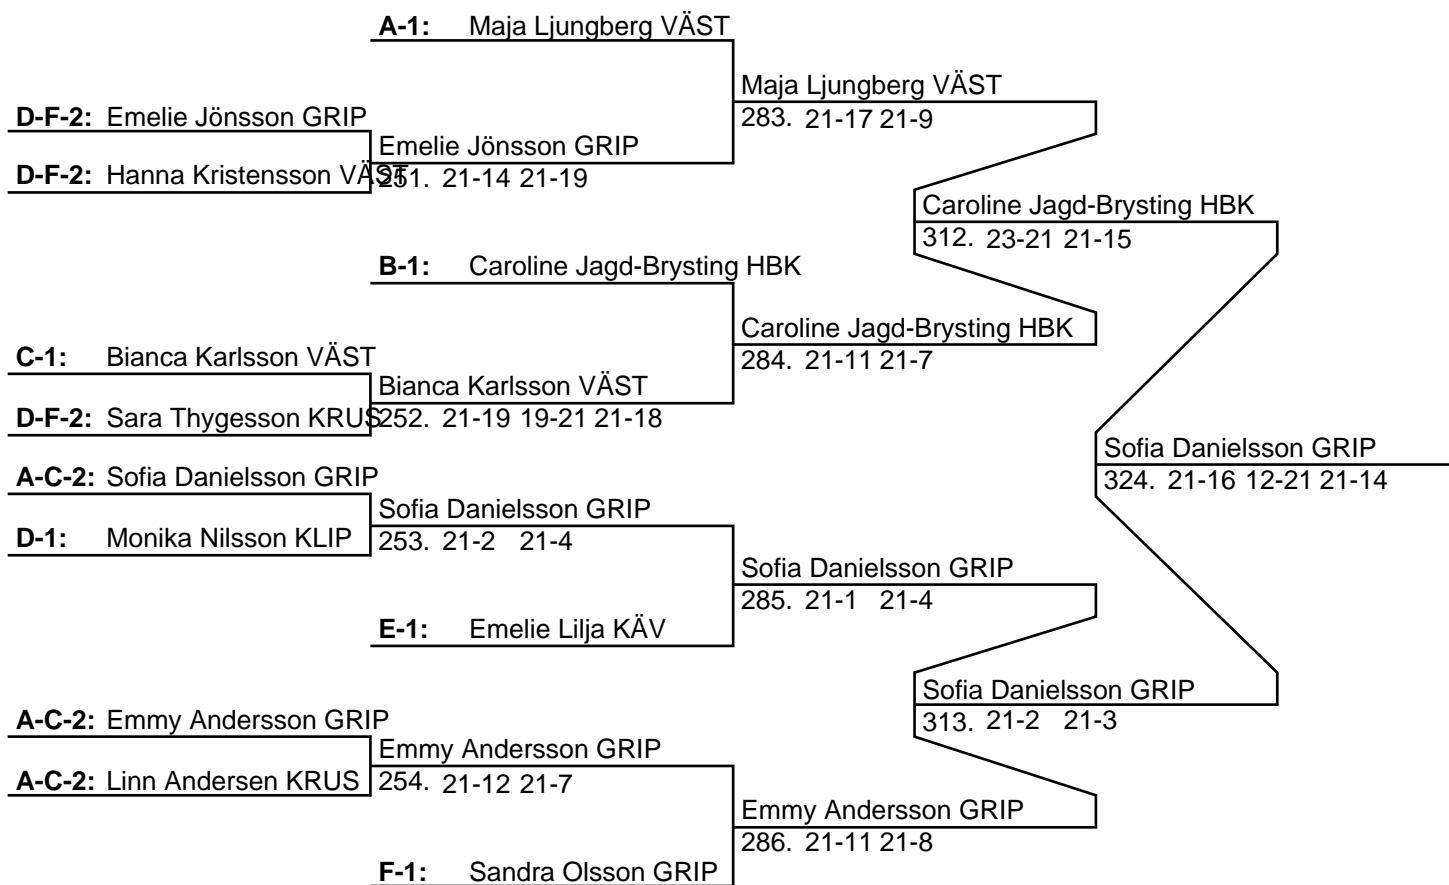 A-1: Maja Ljungberg VÄST
Maja Ljungberg VÄST
283. 21-17 21-9
D-F-2: Emelie Jönsson GRIP
Emelie Jönsson GRIP
D-F-2: Hanna Kristensson VÄST
251. 21-14 21-19
Caroline Jagd-Brysting HBK
312. 23-21 21-15
B-1: Caroline Jagd-Brysting HBK
Caroline Jagd-Brysting HBK
284. 21-11 21-7
C-1: Bianca Karlsson VÄST
Bianca Karlsson VÄST
D-F-2: Sara Thygesson KRUS
252. 21-19 19-21 21-18
Sofia Danielsson GRIP
324. 21-16 12-21 21-14
A-C-2: Sofia Danielsson GRIP
Sofia Danielsson GRIP
D-1: Monika Nilsson KLIP
253. 21-2 21-4
Sofia Danielsson GRIP
285. 21-1 21-4
E-1: Emelie Lilja KÄV
Sofia Danielsson GRIP
313. 21-2 21-3
A-C-2: Emmy Andersson GRIP
Emmy Andersson GRIP
A-C-2: Linn Andersen KRUS
254. 21-12 21-7
Emmy Andersson GRIP
286. 21-11 21-8
F-1: Sandra Olsson GRIP